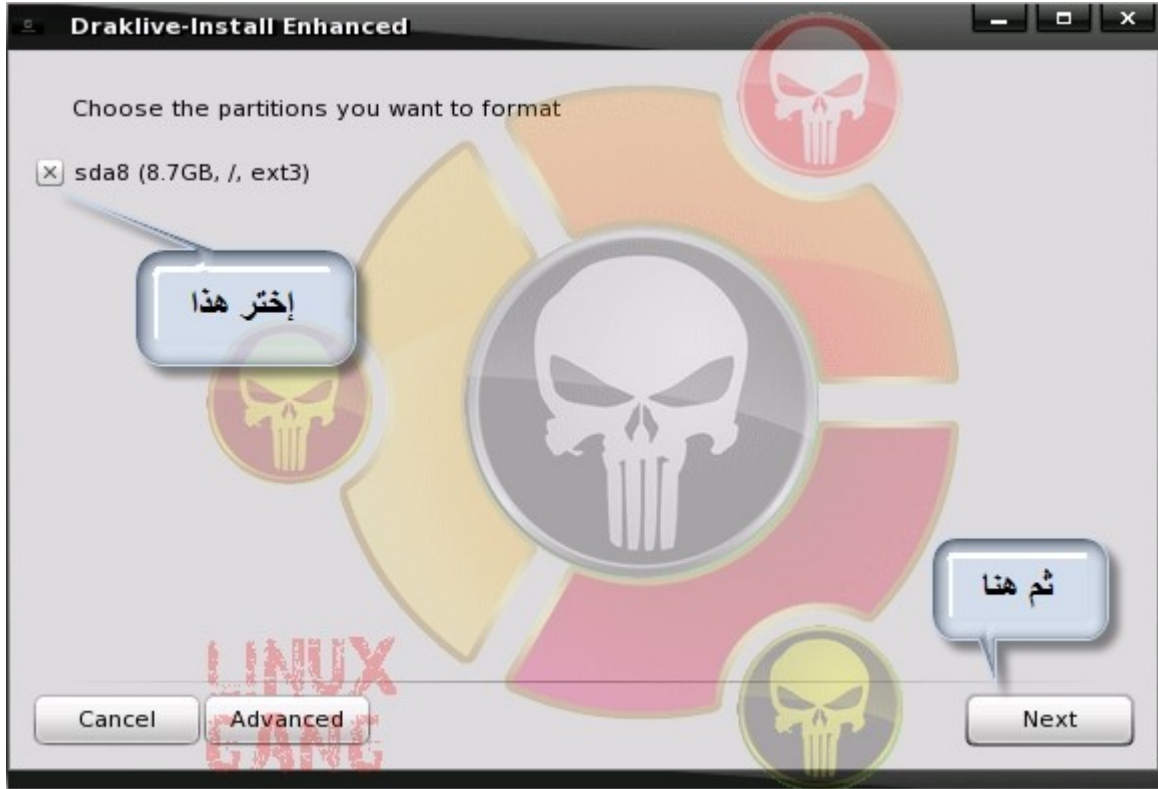 Draklive-Install Enhanced
Choose the partitions you want to format
sda8 (8.7GB, /, ext3)
إختر هذا
ثم هنا
LINUX
GANG
Cancel
Advanced
Next